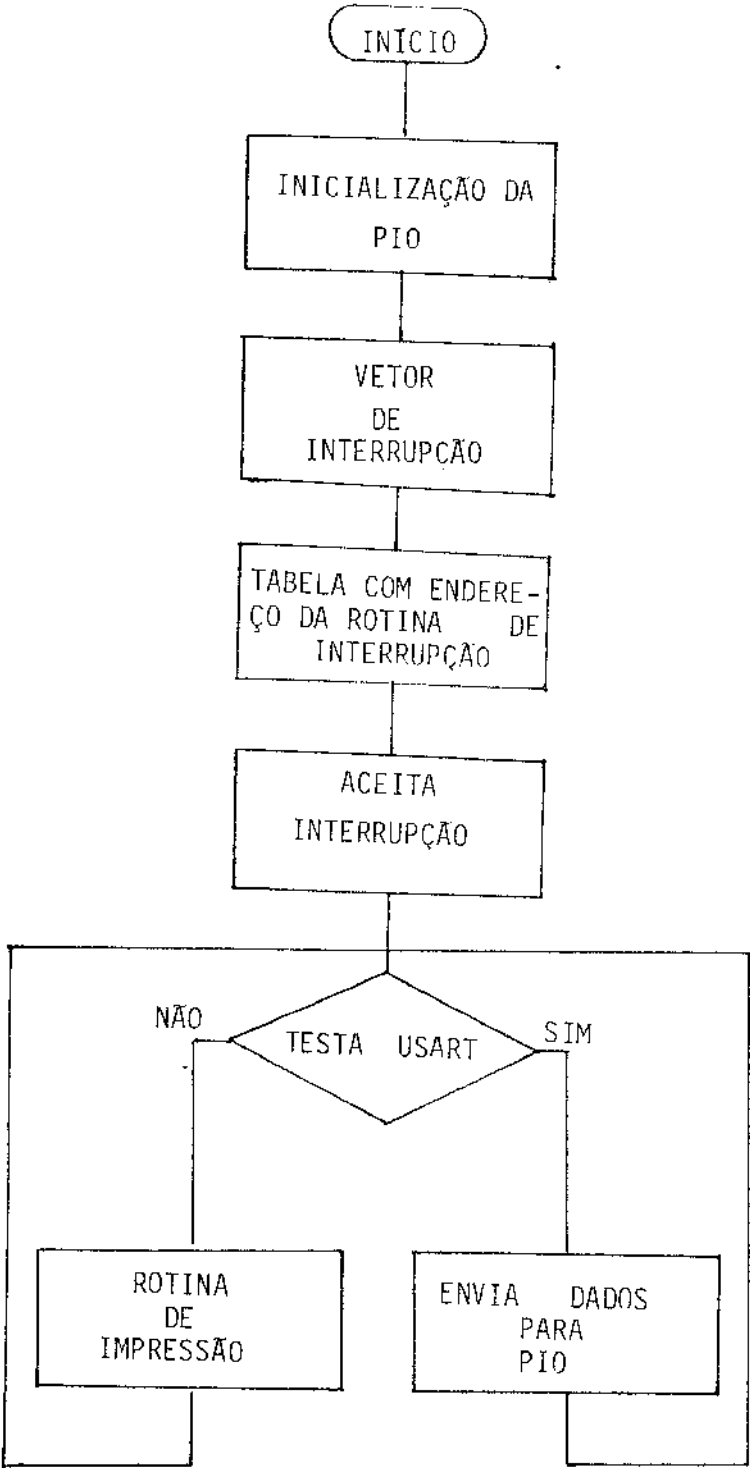 INÍCIO
INICIALIZAÇÃO DA
PIO
VETOR
DE
INTERRUPÇÃO
TABELA COM ENDERE-
ÇO DA ROTINA DE
INTERRUPÇÃO
ACEITA
INTERRUPÇÃO
NÃO
TESTA USART
SIM
ROTINA
DE
IMPRESSÃO
ENVIA DADOS
PARA
PIO